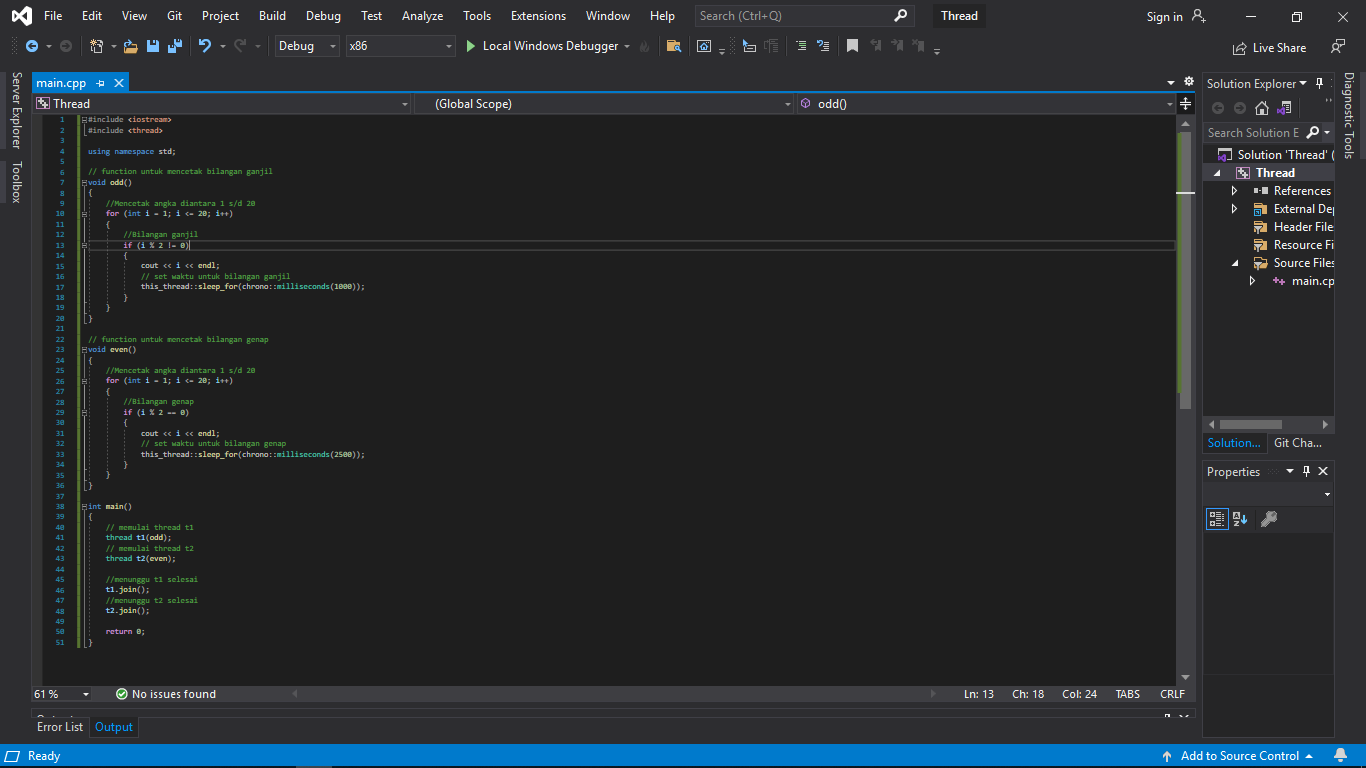 File Edit View Git Project Build Debug Test Analyze Tools Extensions Window Help Search (Ctrl+Q) Thread Sign in
Debug x86 Local Windows Debugger Live Share
Server Explorer
Toolbox
main.cpp
Thread (Global Scope) odd()
1 #include <iostream>
2 #include <thread>
3
4 using namespace std;
5
6 // function untuk mencetak bilangan ganjil
7 void odd()
8 {
9 //Mencetak angka diantara 1 s/d 20
10 for (int i = 1; i <= 20; i++)
11 {
12 //Bilangan ganjil
13 if (i % 2 != 0)
14 {
15 cout << i << endl;
16 // set waktu untuk bilangan ganjil
17 this_thread::sleep_for(chrono::milliseconds(1000));
18 }
19 }
20 }
21
22 // function untuk mencetak bilangan genap
23 void even()
24 {
25 //Mencetak angka diantara 1 s/d 20
26 for (int i = 1; i <= 20; i++)
27 {
28 //Bilangan genap
29 if (i % 2 == 0)
30 {
31 cout << i << endl;
32 // set waktu untuk bilangan genap
33 this_thread::sleep_for(chrono::milliseconds(2500));
34 }
35 }
36 }
37
38 int main()
39 {
40 // memulai thread t1
41 thread t1(odd);
42 // memulai thread t2
43 thread t2(even);
44
45 //menunggu t1 selesai
46 t1.join();
47 //menunggu t2 selesai
48 t2.join();
49
50 return 0;
51 }
61 % No issues found Ln: 13 Ch: 18 Col: 24 TABS CRLF
Error List Output
Solution Explorer
Search Solution E
Solution 'Thread' (
Thread
References
External De
Header File
Resource Fi
Source Files
main.cp
Solution... Git Cha...
Properties
Diagnostic Tools
Ready Add to Source Control